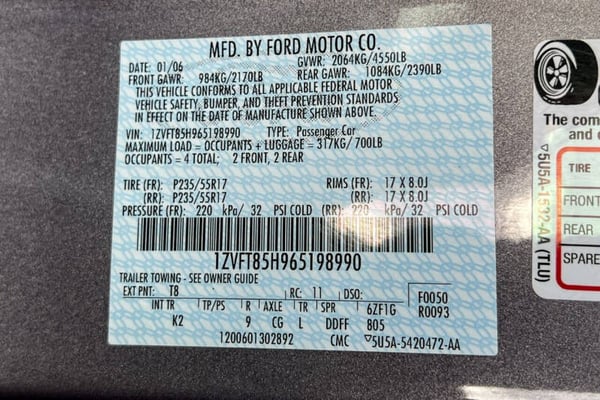 MFD. BY FORD MOTOR CO.
DATE: 01/06 GVWR: 2064KG/4550LB
FRONT GAWR: 984KG/2170LB REAR GAWR: 1084KG/2390LB
THIS VEHICLE CONFORMS TO ALL APPLICABLE FEDERAL MOTOR
VEHICLE SAFETY, BUMPER, AND THEFT PREVENTION STANDARDS
IN EFFECT ON THE DATE OF MANUFACTURE SHOWN ABOVE.
VIN: 1ZVFT85H965198990 TYPE: Passenger Car
MAXIMUM LOAD = OCCUPANTS + LUGGAGE = 317KG/ 700LB
OCCUPANTS = 4 TOTAL; 2 FRONT, 2 REAR
TIRE (FR): P235/55R17 RIMS (FR): 17 X 8.0J
(RR): P235/55R17 (RR): 17 X 8.0J
PRESSURE (FR): 220 kPa/ 32 PSI COLD (RR): 220 kPa/ 32 PSI COLD
1ZVFT85H965198990
TRAILER TOWING - SEE OWNER GUIDE
EXT PNT: T8 RC: 11 DSO: F0050
INT TR TP/PS R AXLE TR SPR 6ZF1G R0093
K2 9 CG L DDFF B05
1200601302892 CMC ▽5U5A-5420472-AA
The com
and c
TIRE
FRONT
REAR
SPARE
▽5U5A-1532-AA (TLU)